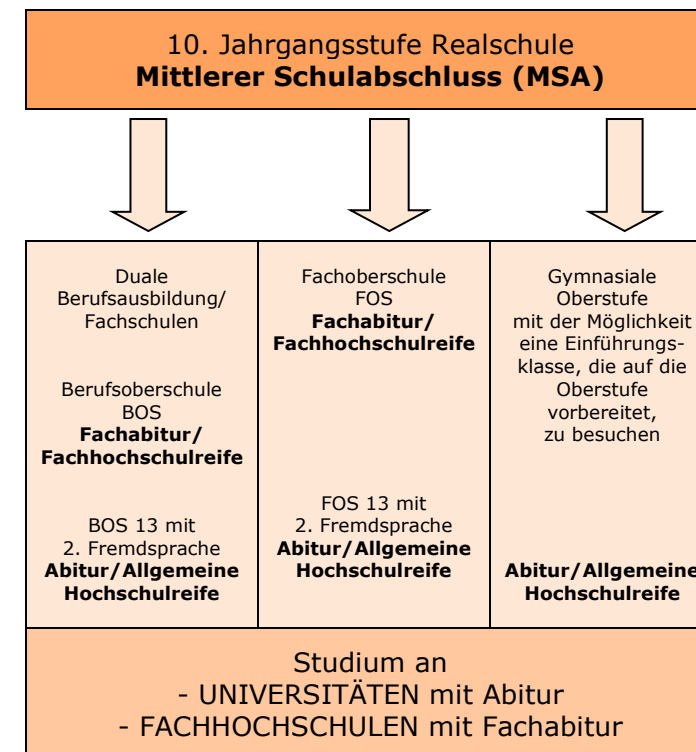 10. Jahrgangsstufe Realschule
Mittlerer Schulabschluss (MSA)
Duale
Berufsausbildung/
Fachschulen
Berufsoberschule
BOS
Fachabitur/
Fachhochschulreife
BOS 13 mit
2. Fremdsprache
Abitur/Allgemeine
Hochschulreife
Fachoberschule
FOS
Fachabitur/
Fachhochschulreife
FOS 13 mit
2. Fremdsprache
Abitur/Allgemeine
Hochschulreife
Gymnasiale
Oberstufe
mit der Möglichkeit
eine Einführungs-
klasse, die auf die
Oberstufe
vorbereitet,
zu besuchen
Abitur/Allgemeine
Hochschulreife
Studium an
- UNIVERSITÄTEN mit Abitur
- FACHHOCHSCHULEN mit Fachabitur